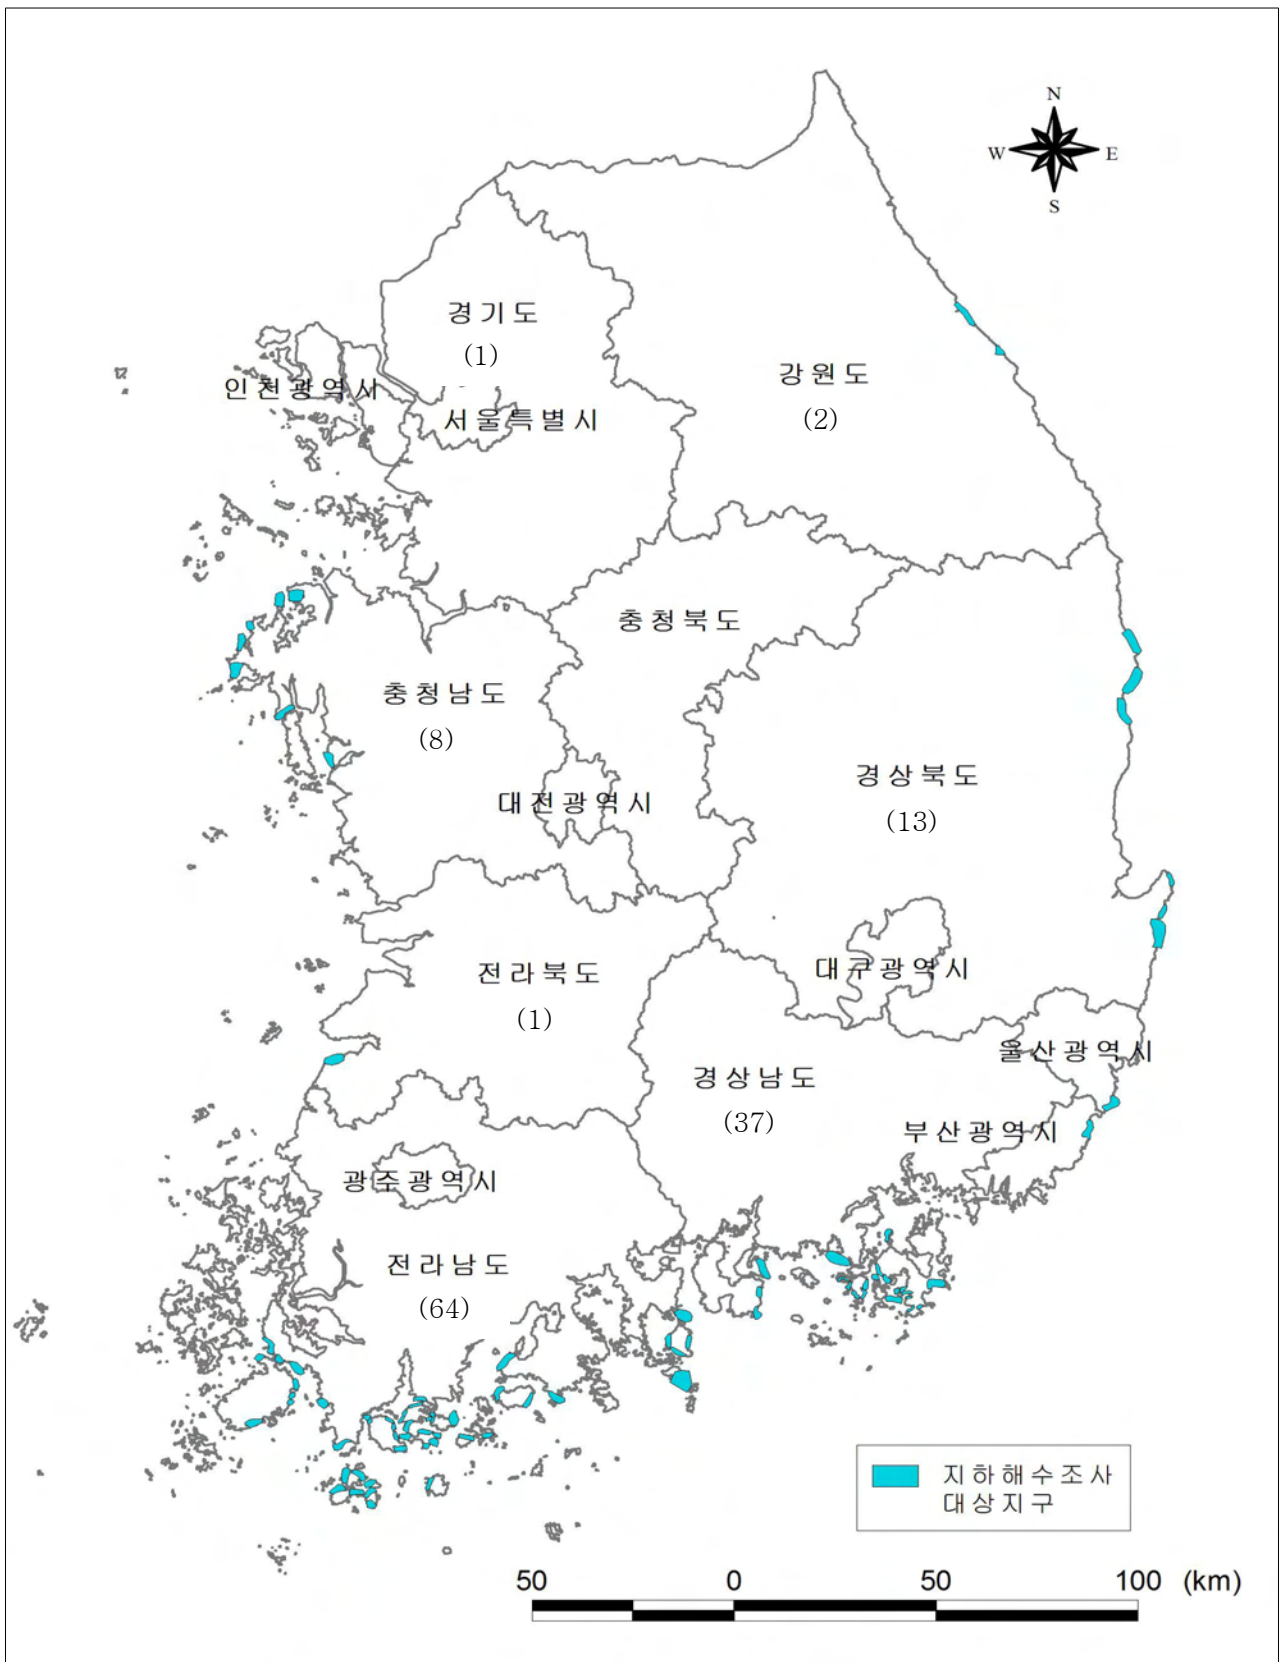 N
W E
S
경기도
(1)
인천광역시
강원도
(2)
서울특별시
충청북도
충청남도
(8)
경상북도
(13)
대전광역시
대구광역시
전라북도
(1)
울산광역시
경상남도
(37)
부산광역시
광주광역시
전라남도
(64)
지하해수조사
대상지구
50 0 50 100 (km)